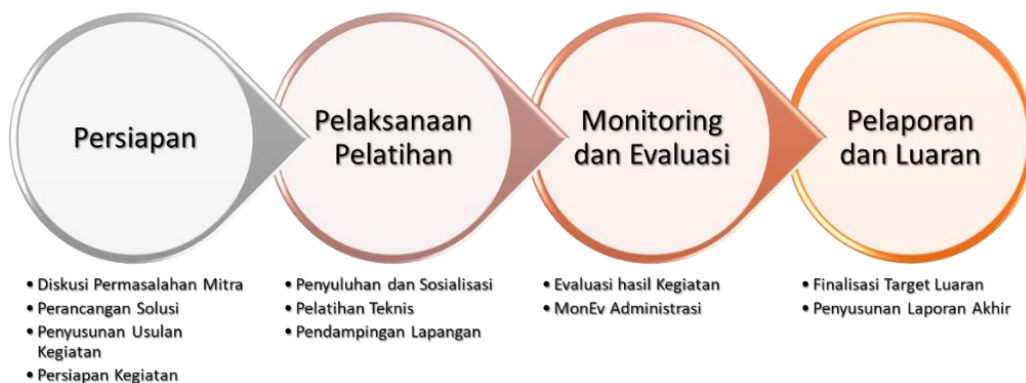 Persiapan
• Diskusi Permasalahan Mitra
• Perancangan Solusi
• Penyusunan Usulan
Kegiatan
• Persiapan Kegiatan
Pelaksanaan
Pelatihan
• Penyuluhan dan Sosialisasi
• Pelatihan Teknis
• Pendampingan Lapangan
Monitoring
dan Evaluasi
• Evaluasi hasil Kegiatan
• MonEv Administrasi
Pelaporan
dan Luaran
• Finalisasi Target Luaran
• Penyusunan Laporan Akhir